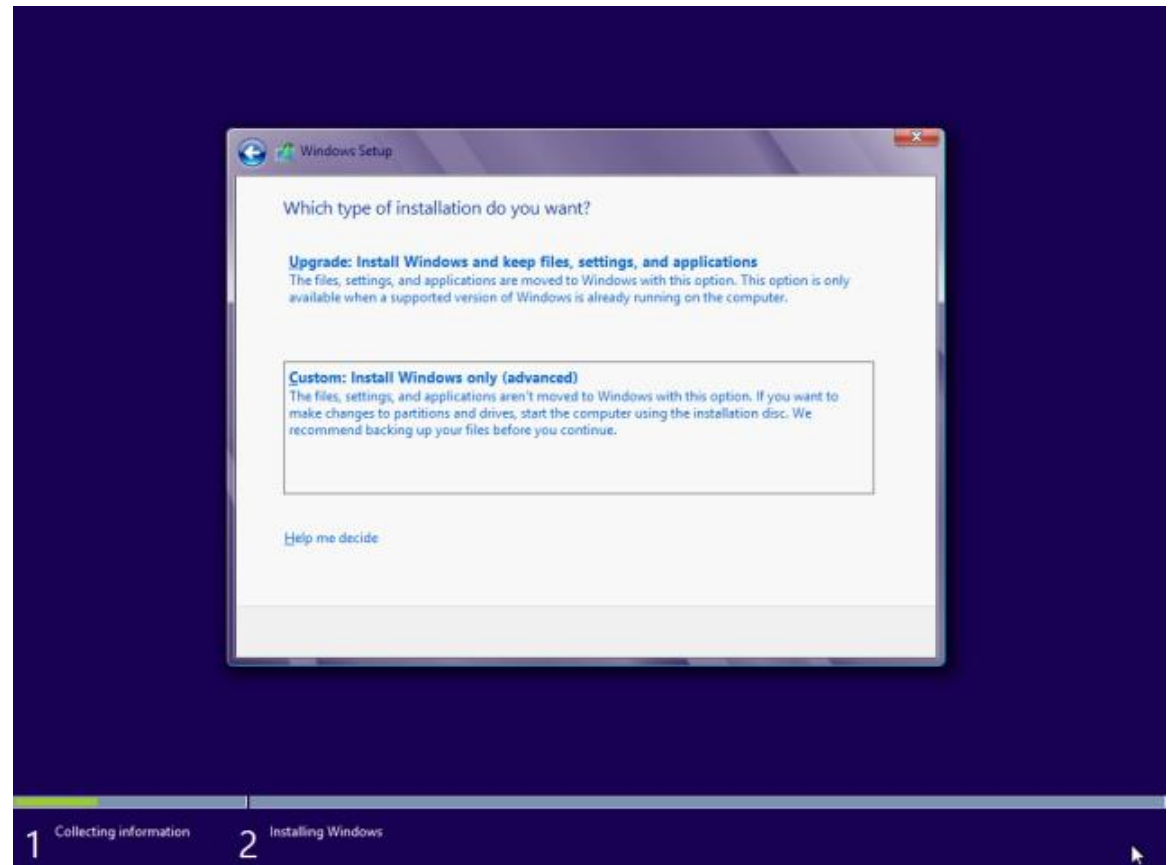 Windows Setup
Which type of installation do you want?
Upgrade: Install Windows and keep files, settings, and applications
The files, settings, and applications are moved to Windows with this option. This option is only
available when a supported version of Windows is already running on the computer.
Custom: Install Windows only (advanced)
The files, settings, and applications aren't moved to Windows with this option. If you want to
make changes to partitions and drives, start the computer using the installation disc. We
recommend backing up your files before you continue.
Help me decide
1 Collecting information 2 Installing Windows